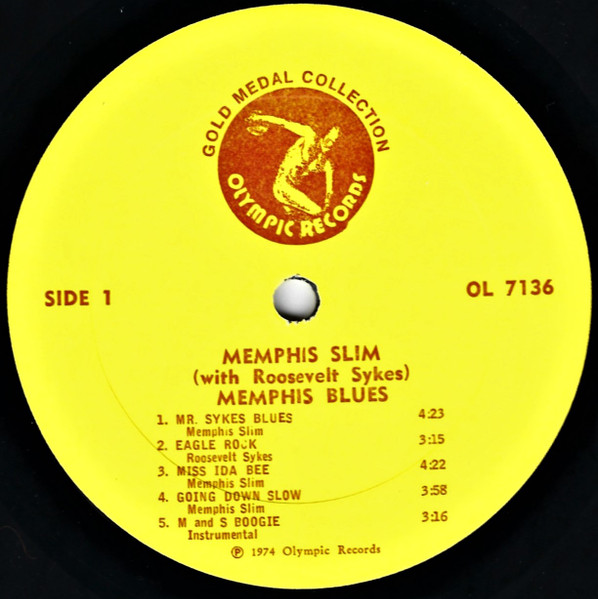 GOLD MEDAL COLLECTION
OLYMPIC RECORDS
SIDE 1
OL 7136
MEMPHIS SLIM
(with Roosevelt Sykes)
MEMPHIS BLUES
1. MR. SYKES BLUES 4:23
Memphis Slim
2. EAGLE ROCK 3:15
Roosevelt Sykes
3. MISS IDA BEE 4:22
Memphis Slim
4. GOING DOWN SLOW 3:58
Memphis Slim
5. M and S BOOGIE 3:16
Instrumental
Ⓟ 1974 Olympic Records